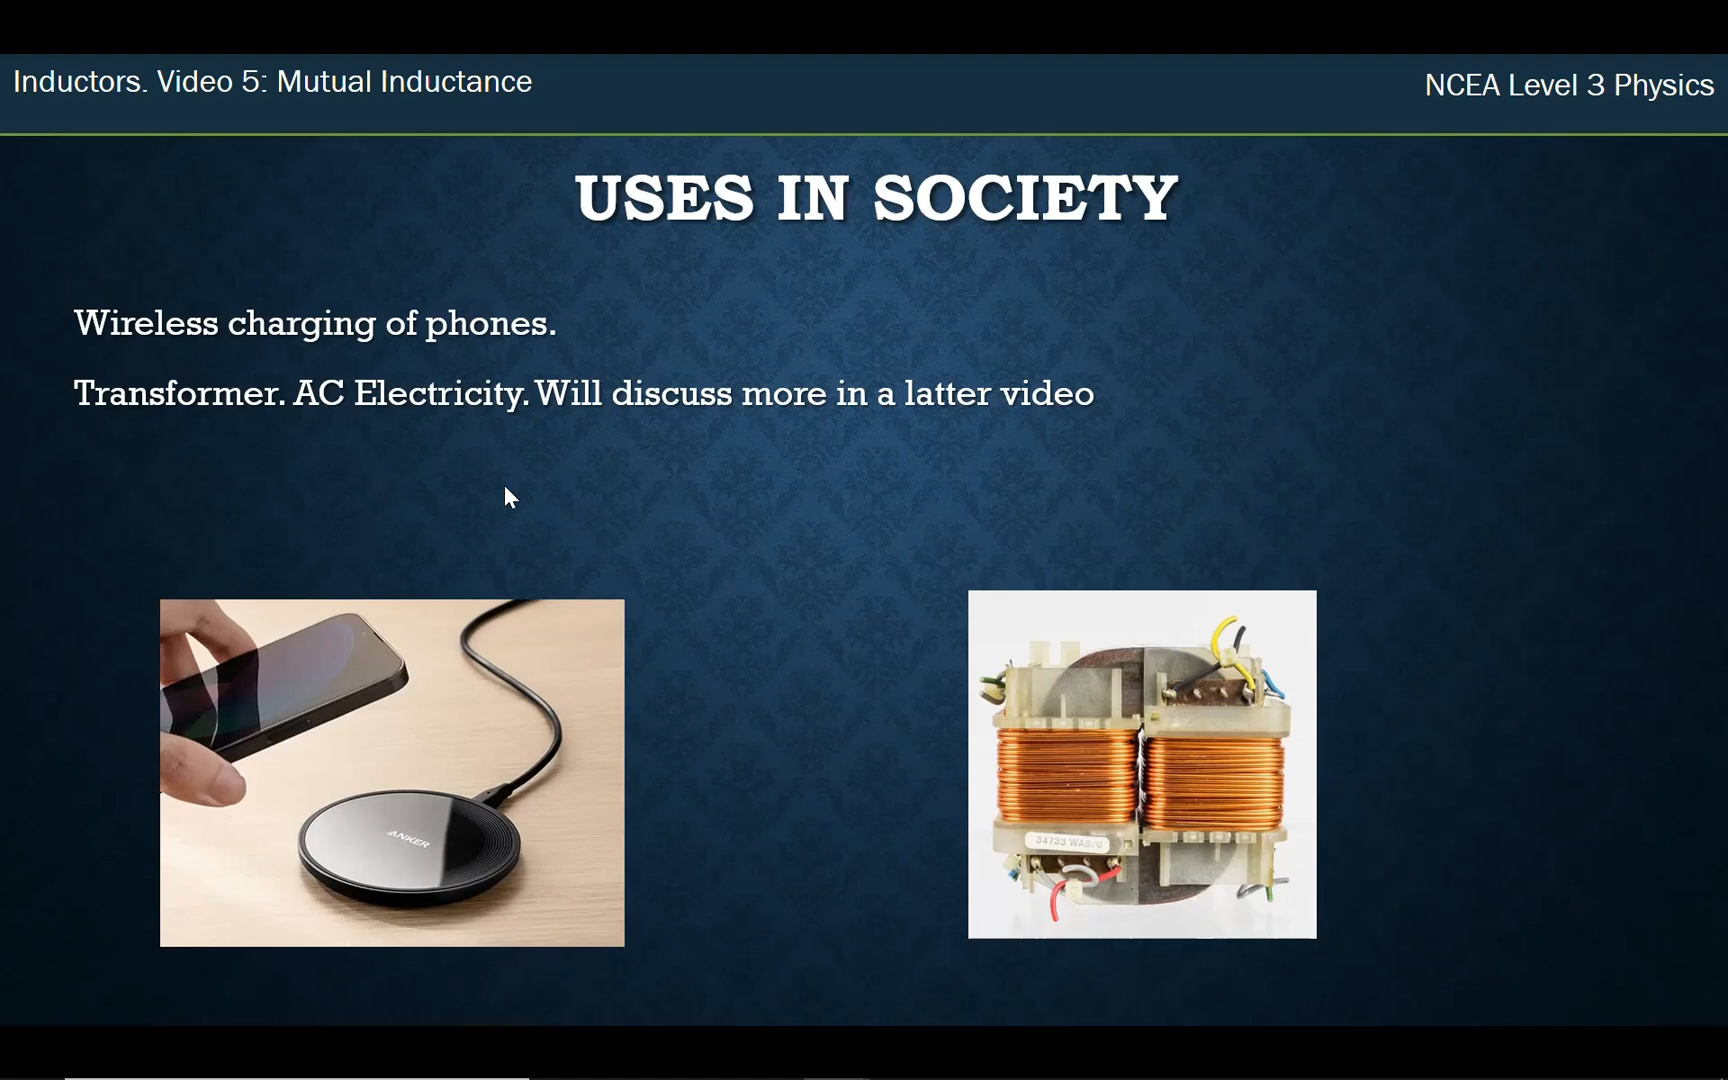 Inductors. Video 5: Mutual Inductance
NCEA Level 3 Physics
USES IN SOCIETY
Wireless charging of phones.
Transformer. AC Electricity. Will discuss more in a latter video
ANKER